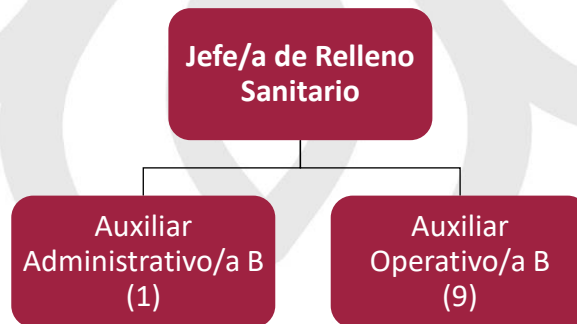 Jefe/a de Relleno
Sanitario
Auxiliar
Administrativo/a B
(1)
Auxiliar
Operativo/a B
(9)